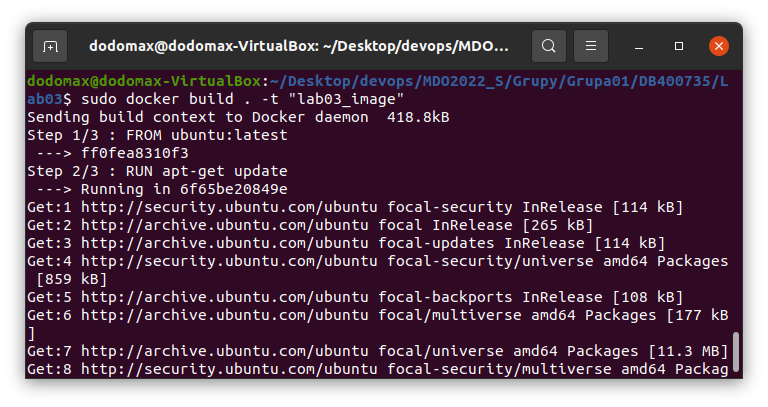 dodomax@dodomax-VirtualBox: ~/Desktop/devops/MDO...
dodomax@dodomax-VirtualBox:~/Desktop/devops/MDO2022_S/Grupy/Grupa01/DB400735/L
ab03$ sudo docker build . -t "lab03_image"
Sending build context to Docker daemon  418.8kB
Step 1/3 : FROM ubuntu:latest
 ---> ff0fea8310f3
Step 2/3 : RUN apt-get update
 ---> Running in 6f65be20849e
Get:1 http://security.ubuntu.com/ubuntu focal-security InRelease [114 kB]
Get:2 http://archive.ubuntu.com/ubuntu focal InRelease [265 kB]
Get:3 http://archive.ubuntu.com/ubuntu focal-updates InRelease [114 kB]
Get:4 http://security.ubuntu.com/ubuntu focal-security/universe amd64 Packages
 [859 kB]
Get:5 http://archive.ubuntu.com/ubuntu focal-backports InRelease [108 kB]
Get:6 http://archive.ubuntu.com/ubuntu focal/multiverse amd64 Packages [177 kB
]
Get:7 http://archive.ubuntu.com/ubuntu focal/universe amd64 Packages [11.3 MB]
Get:8 http://security.ubuntu.com/ubuntu focal-security/multiverse amd64 Packag